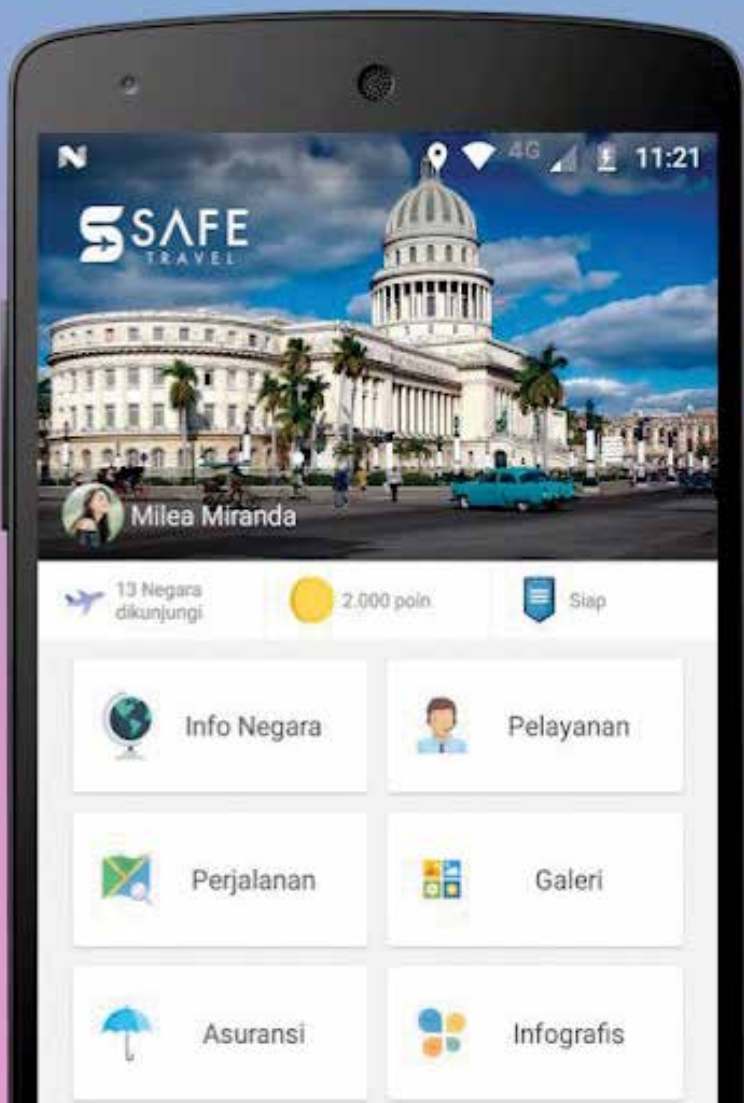 4G 11:21
SAFE
TRAVEL
Milea Miranda
13 Negara
dikunjungi
2.000 poin
Siap
Info Negara
Pelayanan
Perjalanan
Galeri
Asuransi
Infografis